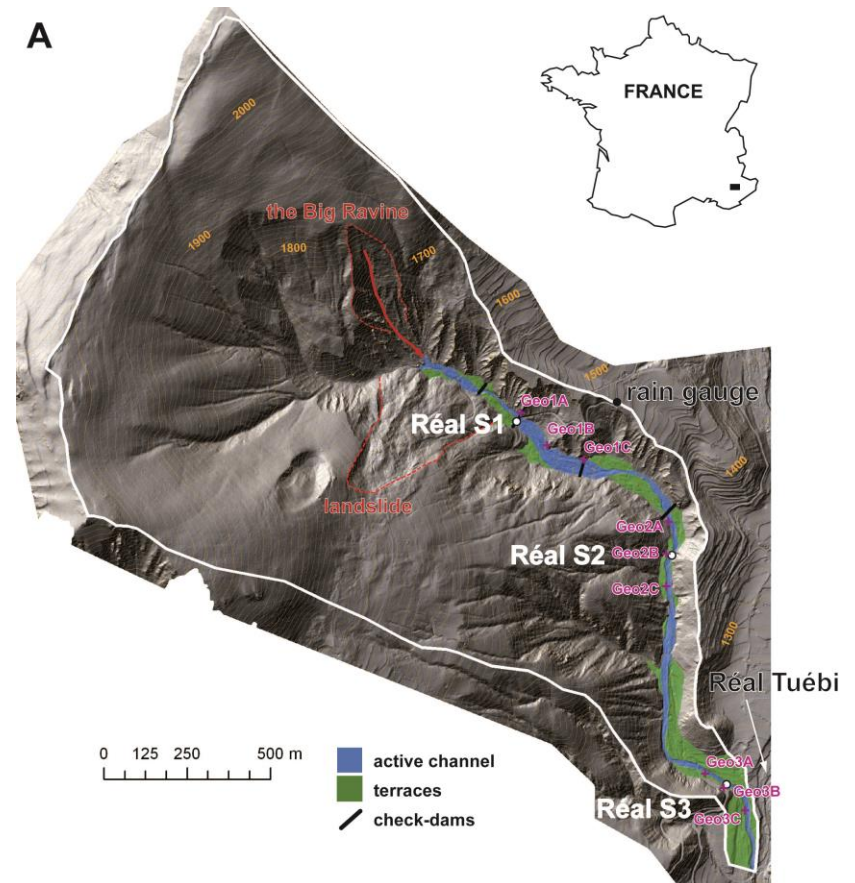 A
FRANCE
2000
the Big Ravine
1900
1800
1700
1600
1500
rain gauge
Geo1A
Réal S1
Geo1B
Geo1C
1400
landslide
Geo2A
Réal S2
Geo2B
Geo2C
1300
Réal Tuébi
0 125 250 500 m
active channel
terraces
check-dams
Geo3A
Geo3B
Réal S3
Geo3C